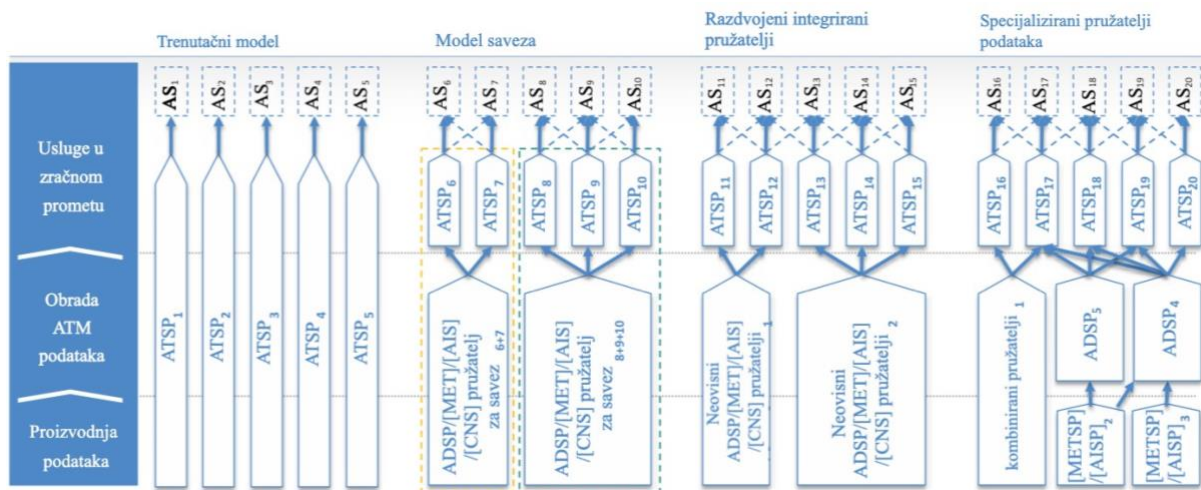 Trenutačni model
Model saveza
Razdvojeni integrirani
pružatelji
Specijalizirani pružatelji
podataka
Usluge u
zračnom
prometu
Obrada
ATM
podataka
Proizvodnja
podataka
AS1
AS2
AS3
AS4
AS5
AS6
AS7
AS8
AS9
AS10
AS11
AS12
AS13
AS14
AS15
AS16
AS17
AS18
AS19
AS20
ATSP1
ATSP2
ATSP3
ATSP4
ATSP5
ATSP6
ATSP7
ATSP8
ATSP9
ATSP10
ATSP11
ATSP12
ATSP13
ATSP14
ATSP15
ATSP16
ATSP17
ATSP18
ATSP19
ATSP20
ADSP/[MET]/[AIS]
/[CNS] pružatelj
za savez 6+7
ADSP/[MET]/[AIS]
/[CNS] pružatelj
za savez 8+9+10
Neovisni
ADSP/[MET]/[AIS]
/[CNS] pružatelj 1
Neovisni
ADSP/[MET]/[AIS]
/[CNS] pružatelj 2
kombinirani pružatelji 1
ADSP5
ADSP4
[METSP]
/[AISP]2
[METSP]
/[AISP]3